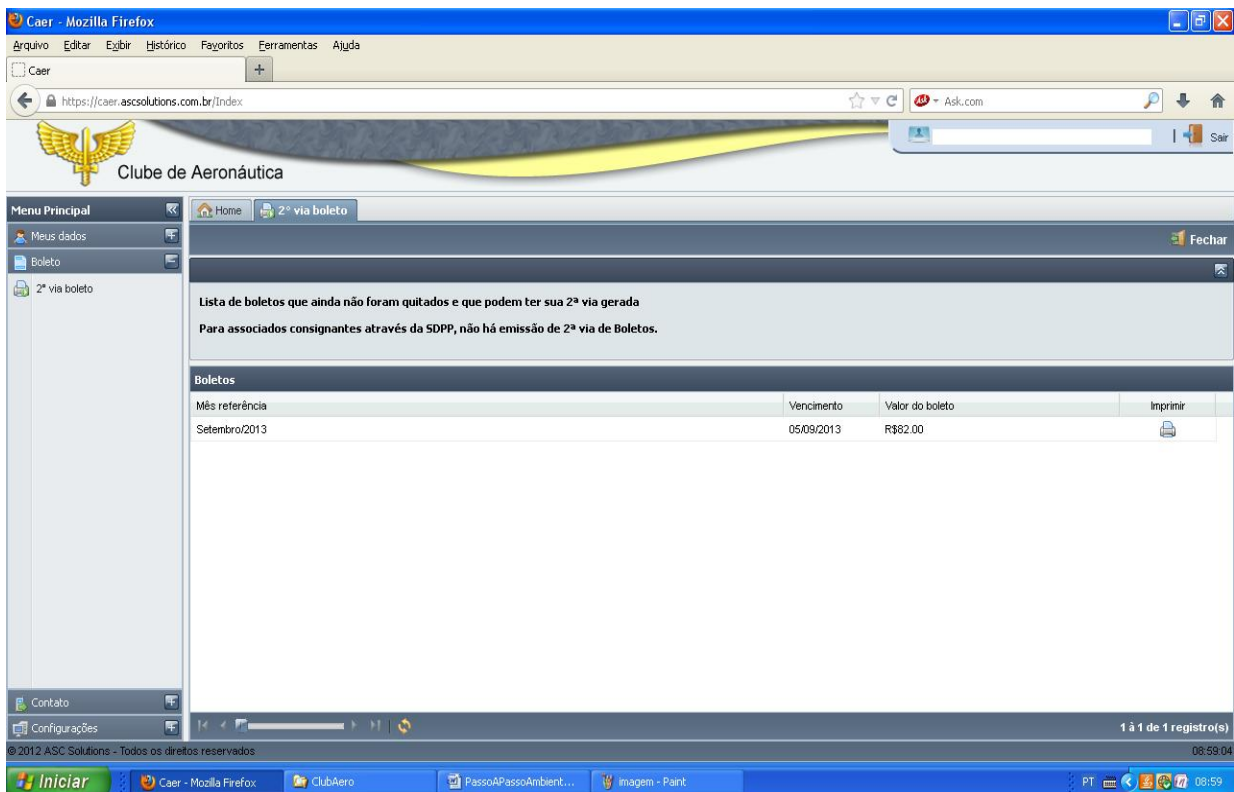 Caer - Mozilla Firefox
Arquivo Editar Exibir Histórico Favoritos Ferramentas Ajuda
Caer
https://caer.ascsolutions.com.br/Index
Ask.com
Clube de Aeronáutica
Sair
Menu Principal
Home
2º via boleto
Meus dados
Fechar
Boleto
2ª via boleto
Lista de boletos que ainda não foram quitados e que podem ter sua 2ª via gerada
Para associados consignantes através da SDPP, não há emissão de 2ª via de Boletos.
Boletos
Mês referência Vencimento Valor do boleto Imprimir
Setembro/2013 05/09/2013 R$82.00
Contato
Configurações
1 à 1 de 1 registro(s)
© 2012 ASC Solutions - Todos os direitos reservados 08:59:04
Iniciar Caer - Mozilla Firefox ClubAero PassoAPassoAmbient... imagem - Paint PT 08:59